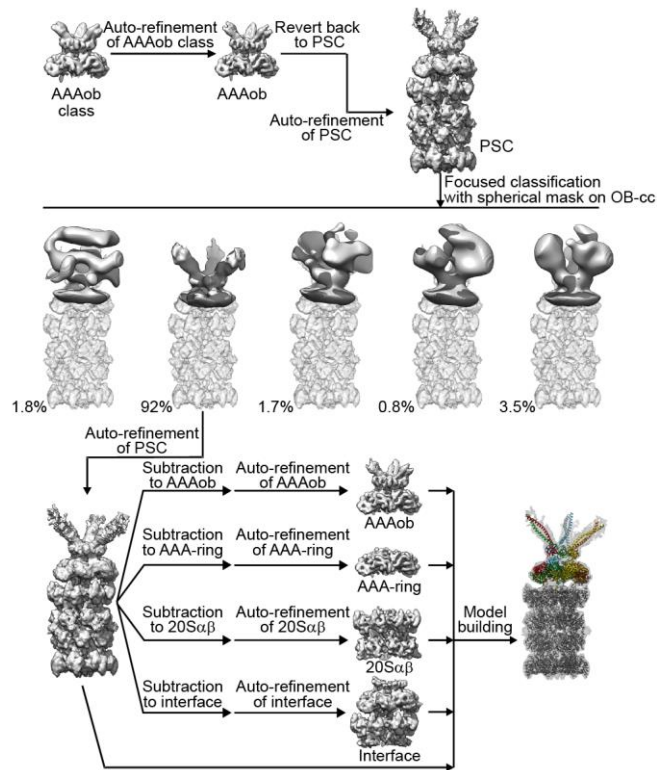 Auto-refinement
of AAAob class
Revert back
to PSC
AAAob
class
AAAob
Auto-refinement
of PSC
PSC
Focused classification
with spherical mask on OB-cc
1.8%
92%
1.7%
0.8%
3.5%
Auto-refinement
of PSC
Subtraction
to AAAob
Auto-refinement
of AAAob
AAAob
Subtraction
to AAA-ring
Auto-refinement
of AAA-ring
AAA-ring
Subtraction
to 20Sαβ
Auto-refinement
of 20Sαβ
20Sαβ
Model
building
Subtraction
to interface
Auto-refinement
of interface
Interface